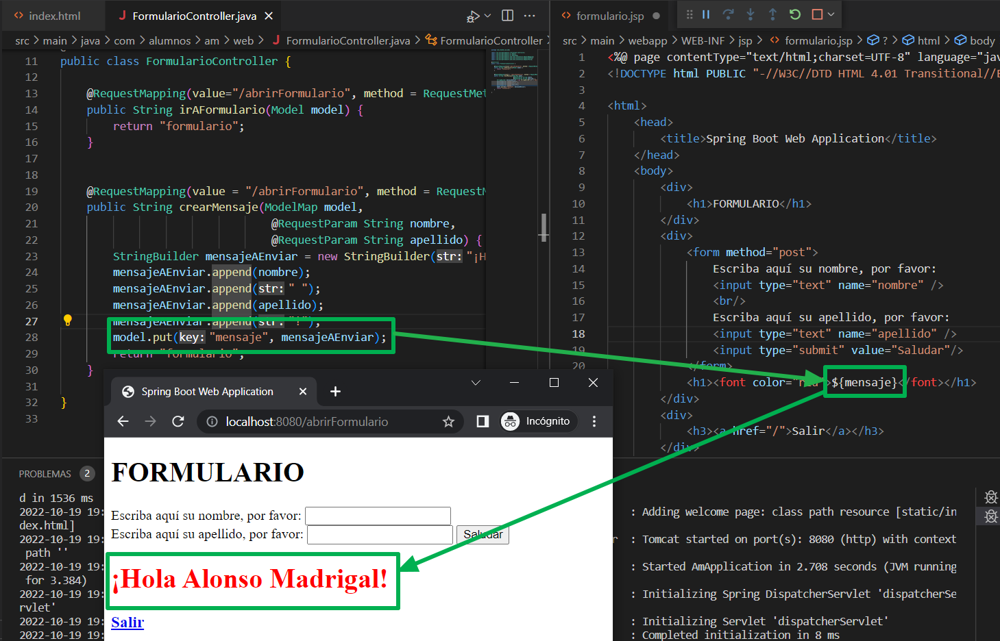 index.html
FormularioController.java
src > main > java > com > alumnos > am > web > FormularioController.java > FormularioController
11 public class FormularioController {
12
13 @RequestMapping(value="/abrirFormulario", method = RequestMet
14 public String irAFormulario(Model model) {
15 return "formulario";
16 }
17
18
19 @RequestMapping(value = "/abrirFormulario", method = RequestM
20 public String crearMensaje(ModelMap model,
21 @RequestParam String nombre,
22 @RequestParam String apellido) {
23 StringBuilder mensajeAEnviar = new StringBuilder(str: "¡H
24 mensajeAEnviar.append(nombre);
25 mensajeAEnviar.append(str: " ");
26 mensajeAEnviar.append(apellido);
27 mensajeAEnviar.append(str: "!");
28 model.put(key: "mensaje", mensajeAEnviar);
29 return "formulario";
30 }
31
32 }
33
formulario.jsp
src > main > webapp > WEB-INF > jsp > formulario.jsp > ? > html > body
1 <%@ page contentType="text/html;charset=UTF-8" language="jav
2 <!DOCTYPE html PUBLIC "-//W3C//DTD HTML 4.01 Transitional//E
3
4 <html>
5 <head>
6 <title>Spring Boot Web Application</title>
7 </head>
8 <body>
9 <div>
10 <h1>FORMULARIO</h1>
11 </div>
12 <div>
13 <form method="post">
14 Escriba aquí su nombre, por favor:
15 <input type="text" name="nombre" />
16 <br/>
17 Escriba aquí su apellido, por favor:
18 <input type="text" name="apellido" />
19 <input type="submit" value="Saludar"/>
20 </form>
<h1><font color="red">${mensaje}</font></h1>
</div>
<div>
<h3><a href="/">Salir</a></h3>
</div>
Spring Boot Web Application
localhost:8080/abrirFormulario
Incógnito
FORMULARIO
Escriba aquí su nombre, por favor:
Escriba aquí su apellido, por favor: Saludar
¡Hola Alonso Madrigal!
Salir
PROBLEMAS 2
d in 1536 ms
2022-10-19 19: : Adding welcome page: class path resource [static/in
dex.html]
2022-10-19 19: r : Tomcat started on port(s): 8080 (http) with context
path ''
2022-10-19 19: : Started AmApplication in 2.708 seconds (JVM running
for 3.384)
2022-10-19 19: : Initializing Spring DispatcherServlet 'dispatcherSe
rvlet'
2022-10-19 19: : Initializing Servlet 'dispatcherServlet'
2022-10-19 19: : Completed initialization in 8 ms